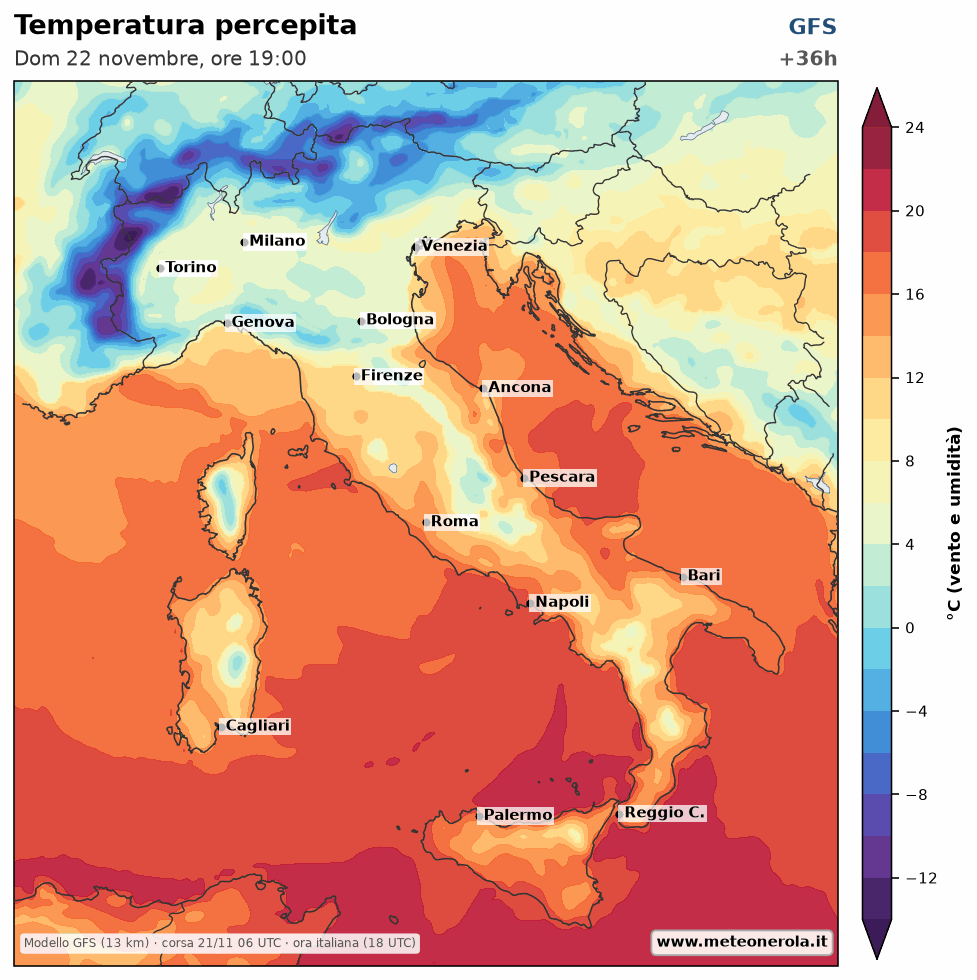 Temperatura percepita
GFS
Dom 22 novembre, ore 19:00
+36h
Milano
Venezia
Torino
Genova
Bologna
Firenze
Ancona
Pescara
Roma
Bari
Napoli
Cagliari
Palermo
Reggio C.
24
20
16
12
8
4
0
−4
−8
−12
°C (vento e umidità)
Modello GFS (13 km) · corsa 21/11 06 UTC · ora italiana (18 UTC)
www.meteonerola.it